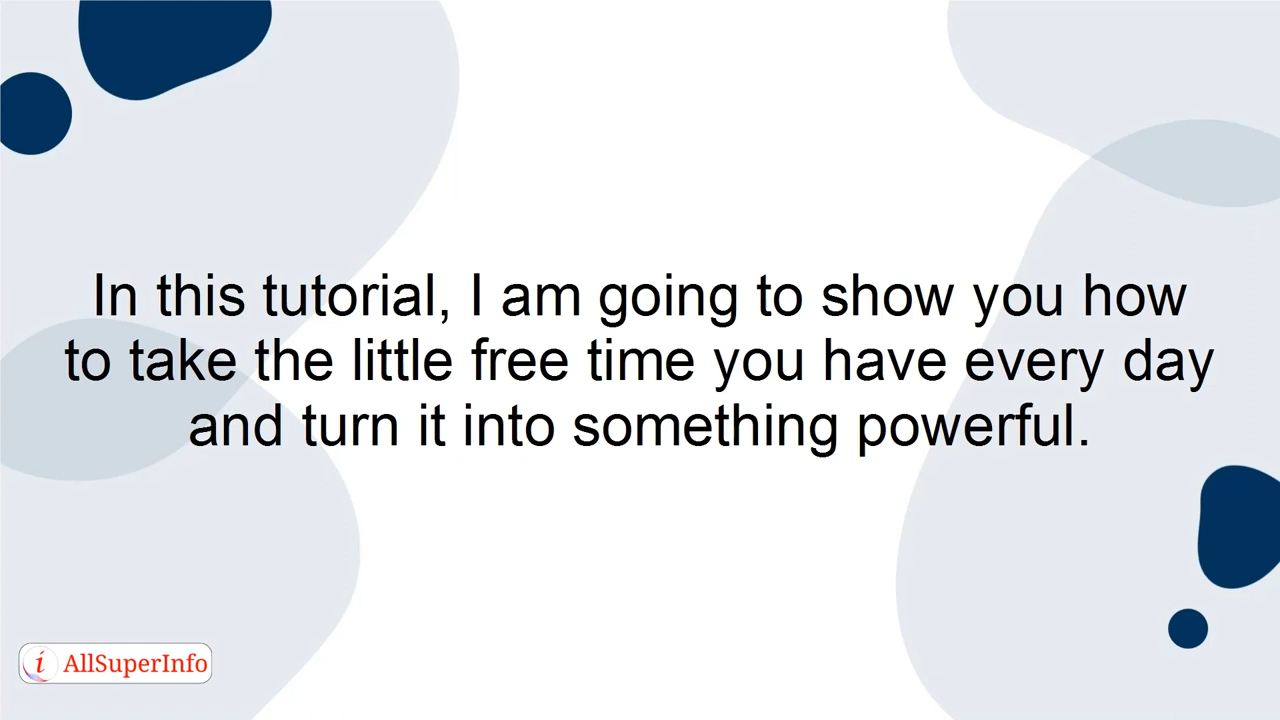 In this tutorial, I am going to show you how
to take the little free time you have every day
and turn it into something powerful.
i AllSuperInfo